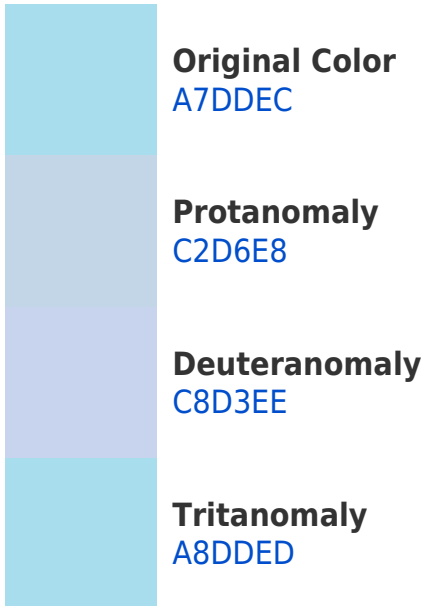 Original Color
A7DDEC
Protanomaly
C2D6E8
Deuteranomaly
C8D3EE
Tritanomaly
A8DDED